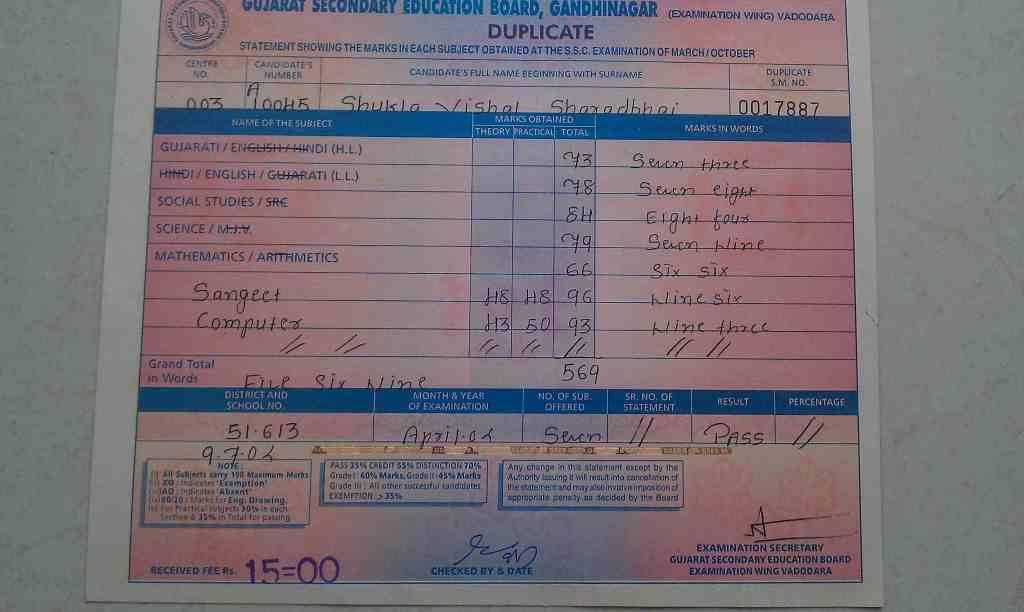 GUJARAT SECONDARY EDUCATION BOARD, GANDHINAGAR (EXAMINATION WING) VADODARA
DUPLICATE
STATEMENT SHOWING THE MARKS IN EACH SUBJECT OBTAINED AT THE S.S.C. EXAMINATION OF MARCH / OCTOBER
CENTRE NO. CANDIDATE'S NUMBER CANDIDATE'S FULL NAME BEGINNING WITH SURNAME DUPLICATE S.M. NO.
003 A 10045 Shukla Vishal Sharadbhai 0017887
NAME OF THE SUBJECT MARKS OBTAINED MARKS IN WORDS
THEORY PRACTICAL TOTAL
GUJARATI / ENGLISH / HINDI (H.L.) 73 Seven three
HINDI / ENGLISH / GUJARATI (L.L.) 78 Seven eight
SOCIAL STUDIES / SRC 84 Eight four
SCIENCE / M.J.V. 79 Seven Nine
MATHEMATICS / ARITHMETICS 66 Six six
Sangeet 48 48 96 Nine six
Computer 43 50 93 Nine three
// // // // // // //
Grand Total in Words Five Six Nine 569
DISTRICT AND SCHOOL NO. MONTH & YEAR OF EXAMINATION NO. OF SUB. OFFERED SR. NO. OF STATEMENT RESULT PERCENTAGE
51.613 April-02 Seven // PASS //
9.7.02
NOTE:
(i) All Subjects carry 100 Maximum Marks
(ii) XO : Indicates 'Exemption'
(iii) AO : Indicates 'Absent'
(iv) 80/20 : Marks for Eng. Drawing.
(v) For Practical subjects 30% in each
Section & 35% in Total for passing
PASS 35% CREDIT 55% DISTINCTION 70%
Grade I : 60% Marks, Grade II : 45% Marks
Grade III : All other successful candidates
EXEMPTION > 35%
Any change in this statement except by the
Authority issuing it will result into cancellation of
the statement and may also involve imposition of
appropriate penalty as decided by the Board
RECEIVED FEE Rs. 15=00
CHECKED BY & DATE
EXAMINATION SECRETARY
GUJARAT SECONDARY EDUCATION BOARD
EXAMINATION WING VADODARA